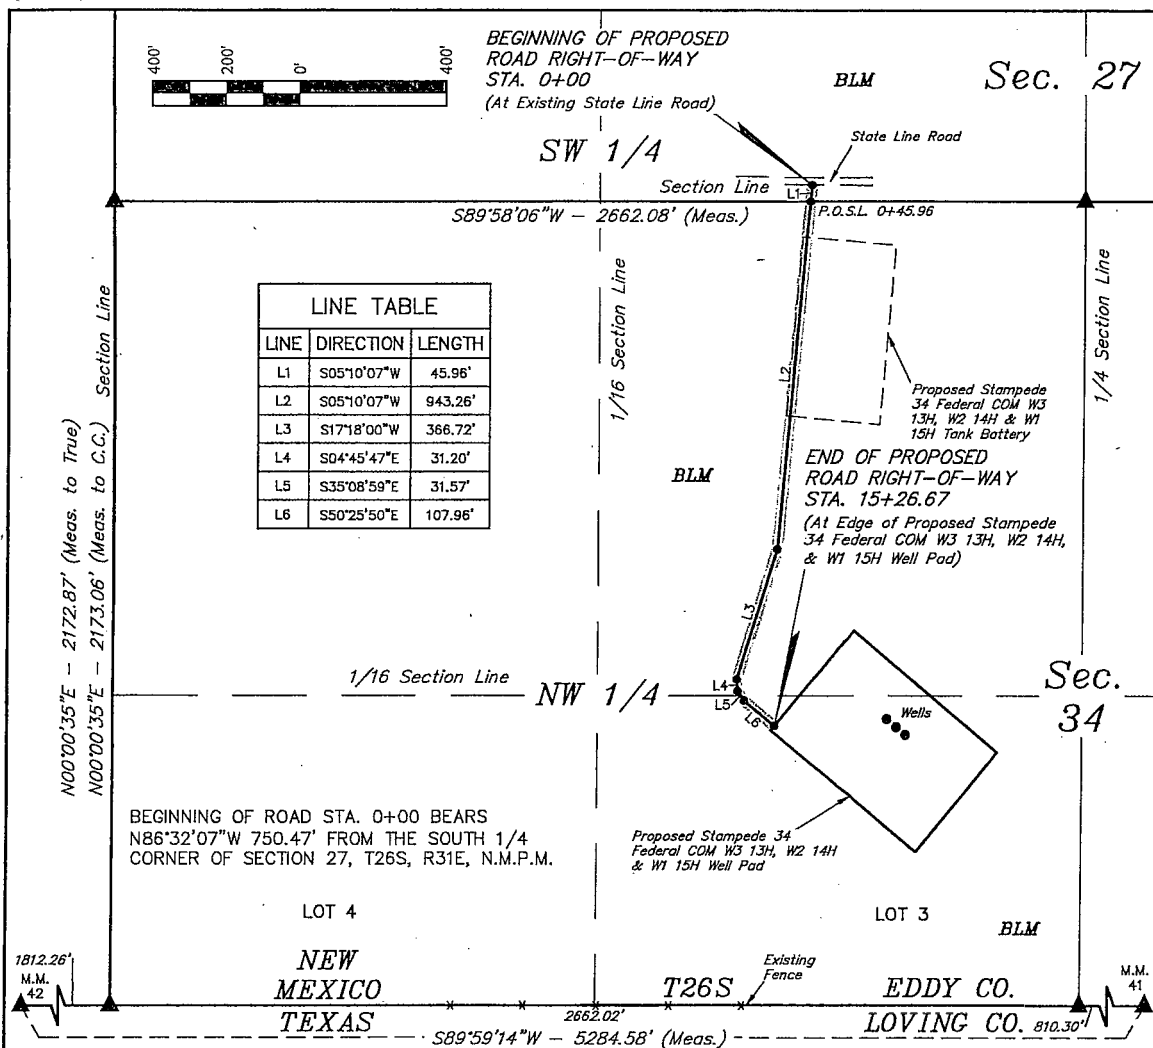 400'
200'
0'
400'
BEGINNING OF PROPOSED
ROAD RIGHT-OF-WAY
STA. 0+00
(At Existing State Line Road)
BLM
Sec. 27
SW 1/4
State Line Road
Section Line
L1
P.O.S.L. 0+45.96
S89°58'06"W - 2662.08' (Meas.)
LINE TABLE
LINE DIRECTION LENGTH
L1 S05°10'07"W 45.96'
L2 S05°10'07"W 943.26'
L3 S17°18'00"W 366.72'
L4 S04°45'47"E 31.20'
L5 S35°08'59"E 31.57'
L6 S50°25'50"E 107.96'
Section Line
N00°00'35"E - 2172.87' (Meas. to True)
N00°00'35"E - 2173.06' (Meas. to C.C.)
1/16 Section Line
L2
1/4 Section Line
Proposed Stampede
34 Federal COM W3
13H, W2 14H & W1
15H Tank Battery
BLM
END OF PROPOSED
ROAD RIGHT-OF-WAY
STA. 15+26.67
(At Edge of Proposed Stampede
34 Federal COM W3 13H, W2 14H,
& W1 15H Well Pad)
L3
1/16 Section Line
L4
L5
L6
NW 1/4
Wells
Sec.
34
BEGINNING OF ROAD STA. 0+00 BEARS
N86°32'07"W 750.47' FROM THE SOUTH 1/4
CORNER OF SECTION 27, T26S, R31E, N.M.P.M.
Proposed Stampede 34
Federal COM W3 13H, W2 14H
& W1 15H Well Pad
LOT 4
LOT 3
BLM
1812.26'
M.M.
42
NEW
MEXICO
TEXAS
2662.02'
T26S
Existing
Fence
EDDY CO.
LOVING CO.
810.30'
M.M.
41
S89°59'14"W - 5284.58' (Meas.)